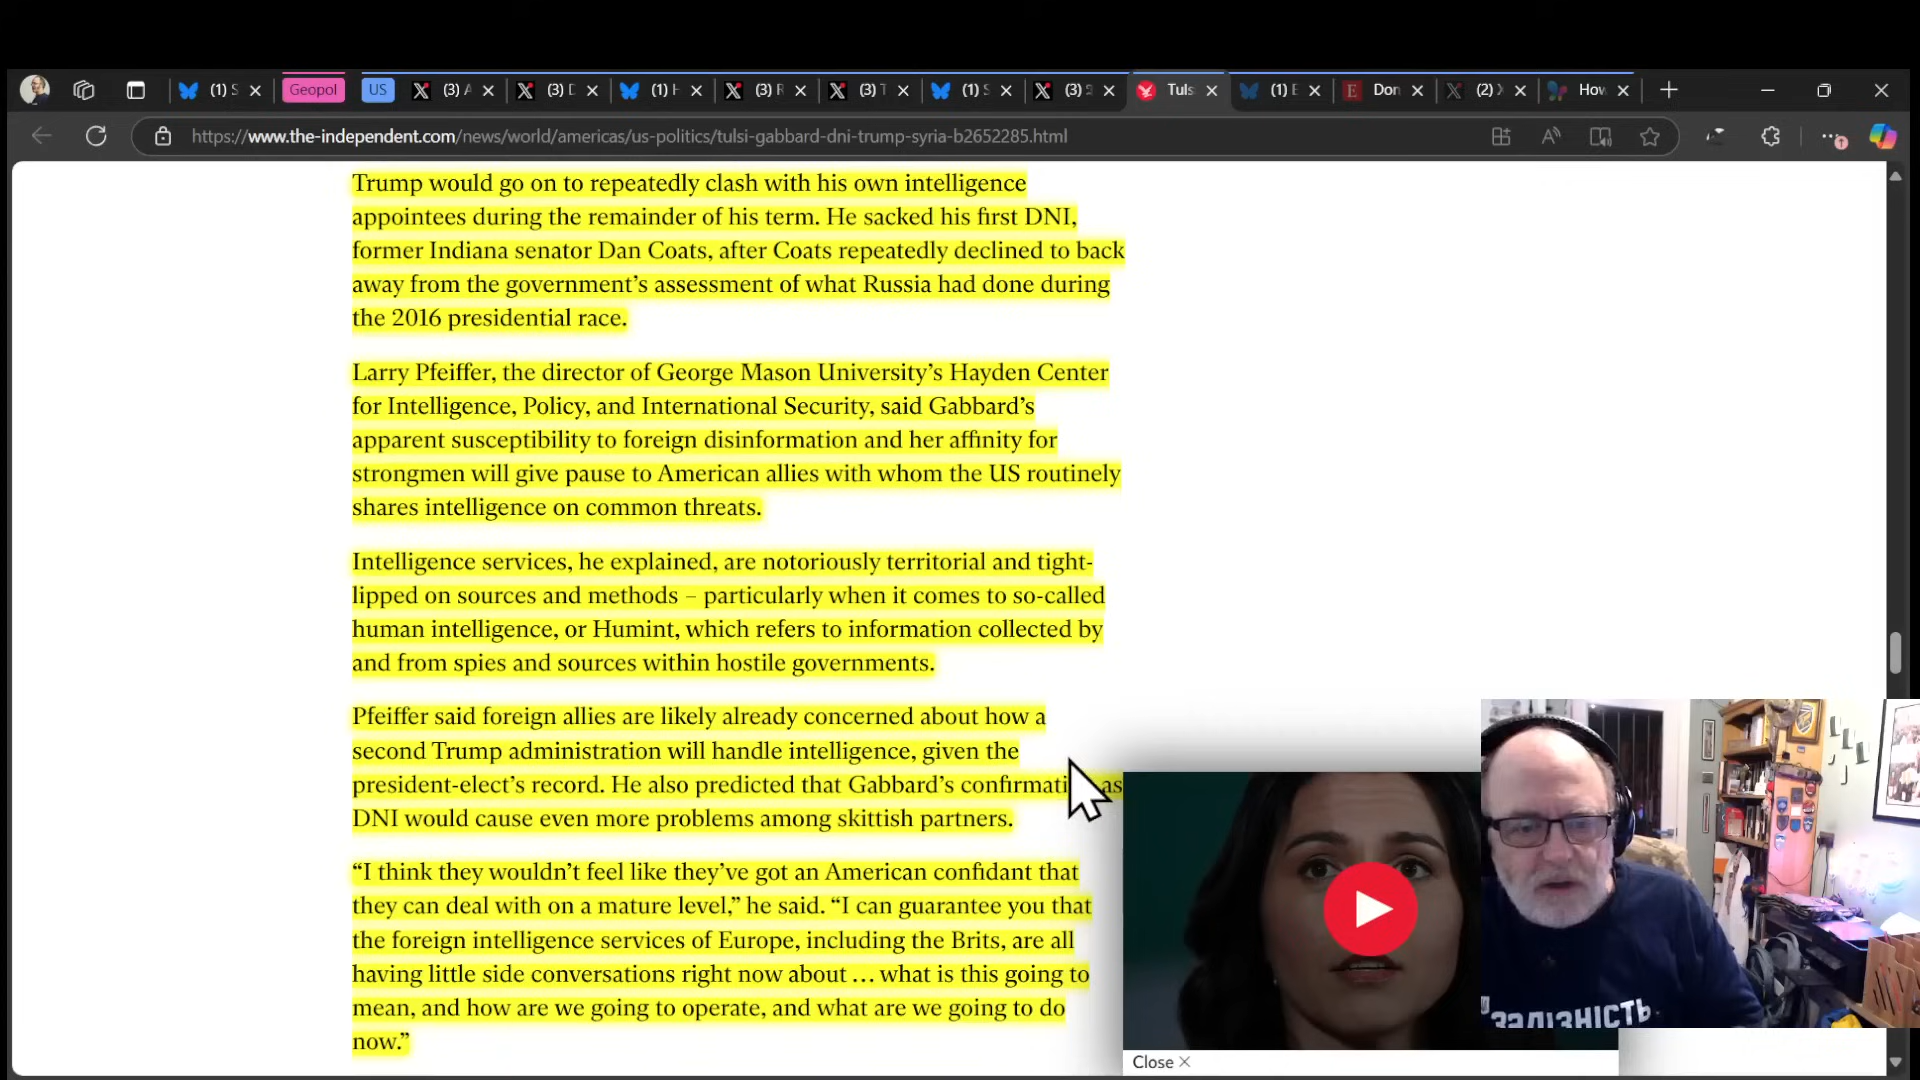 (1) S
Geopol
US
(3) A
(3) D
(1) H
(3) R
(3) T
(1) S
(3) S
Tuls
(1) E
Don
(2) X
How
https://www.the-independent.com/news/world/americas/us-politics/tulsi-gabbard-dni-trump-syria-b2652285.html
Trump would go on to repeatedly clash with his own intelligence
appointees during the remainder of his term. He sacked his first DNI,
former Indiana senator Dan Coats, after Coats repeatedly declined to back
away from the government’s assessment of what Russia had done during
the 2016 presidential race.
Larry Pfeiffer, the director of George Mason University’s Hayden Center
for Intelligence, Policy, and International Security, said Gabbard’s
apparent susceptibility to foreign disinformation and her affinity for
strongmen will give pause to American allies with whom the US routinely
shares intelligence on common threats.
Intelligence services, he explained, are notoriously territorial and tight-
lipped on sources and methods – particularly when it comes to so-called
human intelligence, or Humint, which refers to information collected by
and from spies and sources within hostile governments.
Pfeiffer said foreign allies are likely already concerned about how a
second Trump administration will handle intelligence, given the
president-elect’s record. He also predicted that Gabbard’s confirmati as
DNI would cause even more problems among skittish partners.
“I think they wouldn’t feel like they’ve got an American confidant that
they can deal with on a mature level,” he said. “I can guarantee you that
the foreign intelligence services of Europe, including the Brits, are all
having little side conversations right now about … what is this going to
mean, and how are we going to operate, and what are we going to do
now.”
Close
ЗАЛІЗНІСТЬ